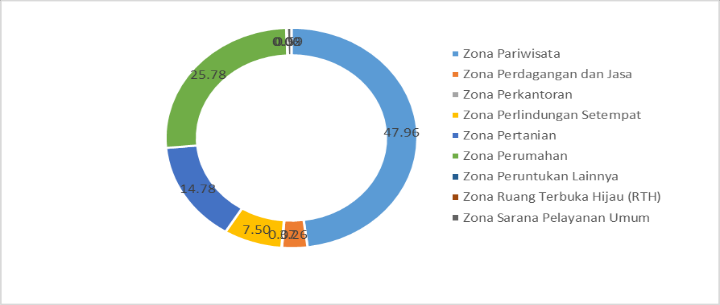 25.78
47.96
14.78
7.50
Zona Pariwisata
Zona Perdagangan dan Jasa
Zona Perkantoran
Zona Perlindungan Setempat
Zona Pertanian
Zona Perumahan
Zona Peruntukan Lainnya
Zona Ruang Terbuka Hijau (RTH)
Zona Sarana Pelayanan Umum